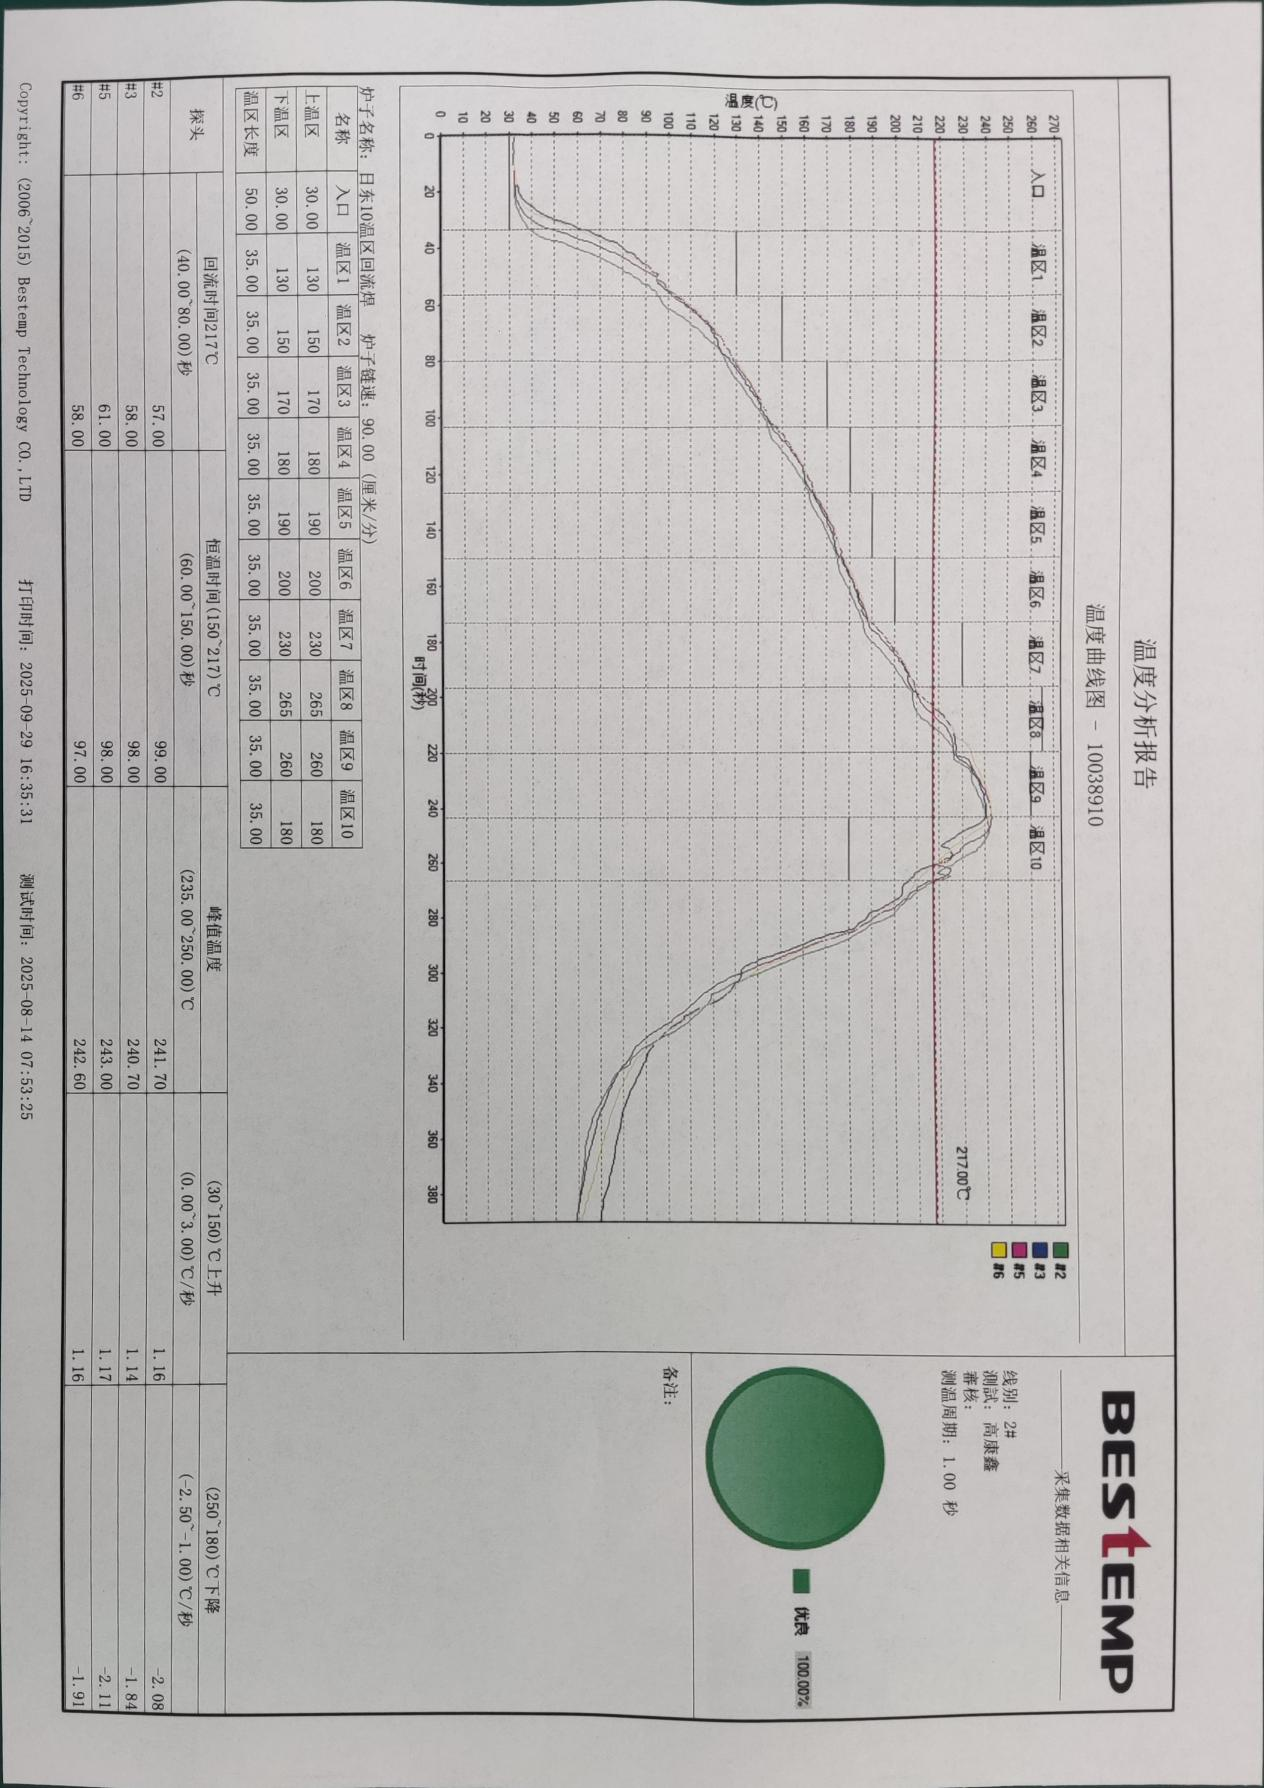 温度分析报告
温度曲线图 - 10038910
温度(℃)
270
260
250
240
230
220
210
200
190
180
170
160
150
140
130
120
110
100
90
80
70
60
50
40
30
20
10
0
入口 温区1 温区2 温区3 温区4 温区5 温区6 温区7 温区8 温区9 温区10
217.00℃
0 20 40 60 80 100 120 140 160 180 200 220 240 260 280 300 320 340 360 380
时间(秒)
#2
#3
#5
#6
炉子名称: 日东10温区回流焊 炉子链速: 90.00 (厘米/分)
名称 入口 温区1 温区2 温区3 温区4 温区5 温区6 温区7 温区8 温区9 温区10
上温区 30.00 130 150 170 180 190 200 230 265 260 180
下温区 30.00 130 150 170 180 190 200 230 265 260 180
温区长度 50.00 35.00 35.00 35.00 35.00 35.00 35.00 35.00 35.00 35.00 35.00
BESTEMP
采集数据相关信息
线别: 2#
测試: 高康鑫
審核:
测温周期: 1.00 秒
优良 100.00%
备注:
探头 回流时间217℃ 恒温时间(150~217)℃ 峰值温度 (30~150)℃上升 (250~180)℃下降
(40.00~80.00)秒 (60.00~150.00)秒 (235.00~250.00)℃ (0.00~3.00)℃/秒 (-2.50~-1.00)℃/秒
#2 57.00 99.00 241.70 1.16 -2.08
#3 58.00 98.00 240.70 1.14 -1.84
#5 61.00 98.00 243.00 1.17 -2.11
#6 58.00 97.00 242.60 1.16 -1.91
Copyright: (2006~2015) Bestemp Technology CO.,LTD 打印时间: 2025-09-29 16:35:31 测试时间: 2025-08-14 07:53:25